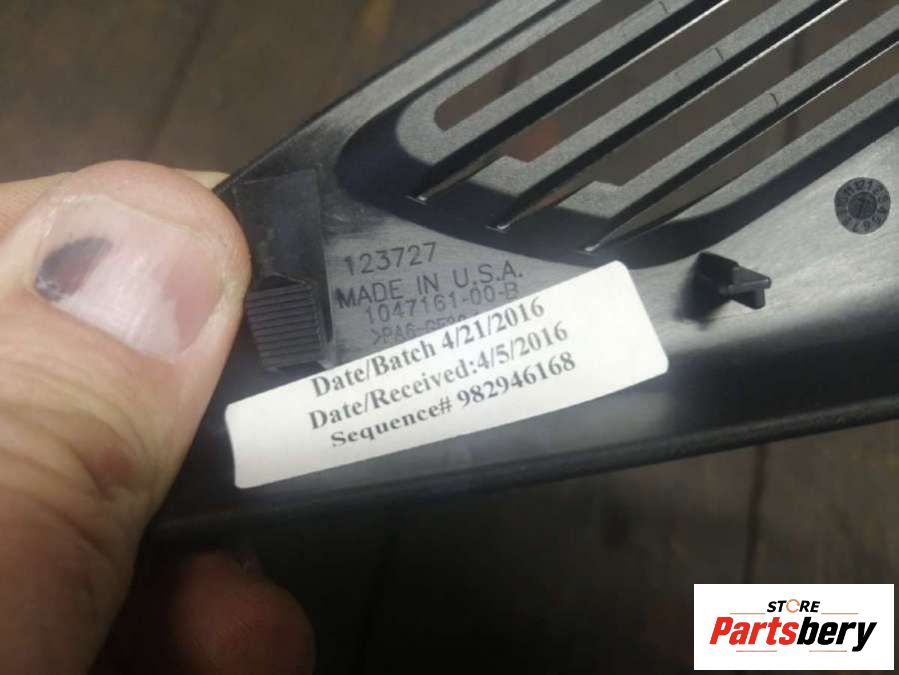 123727
MADE IN U.S.A.
1047161-00-B
Date/Batch 4/21/2016
Date/Received:4/5/2016
Sequence# 982946168
STORE
Partsbery